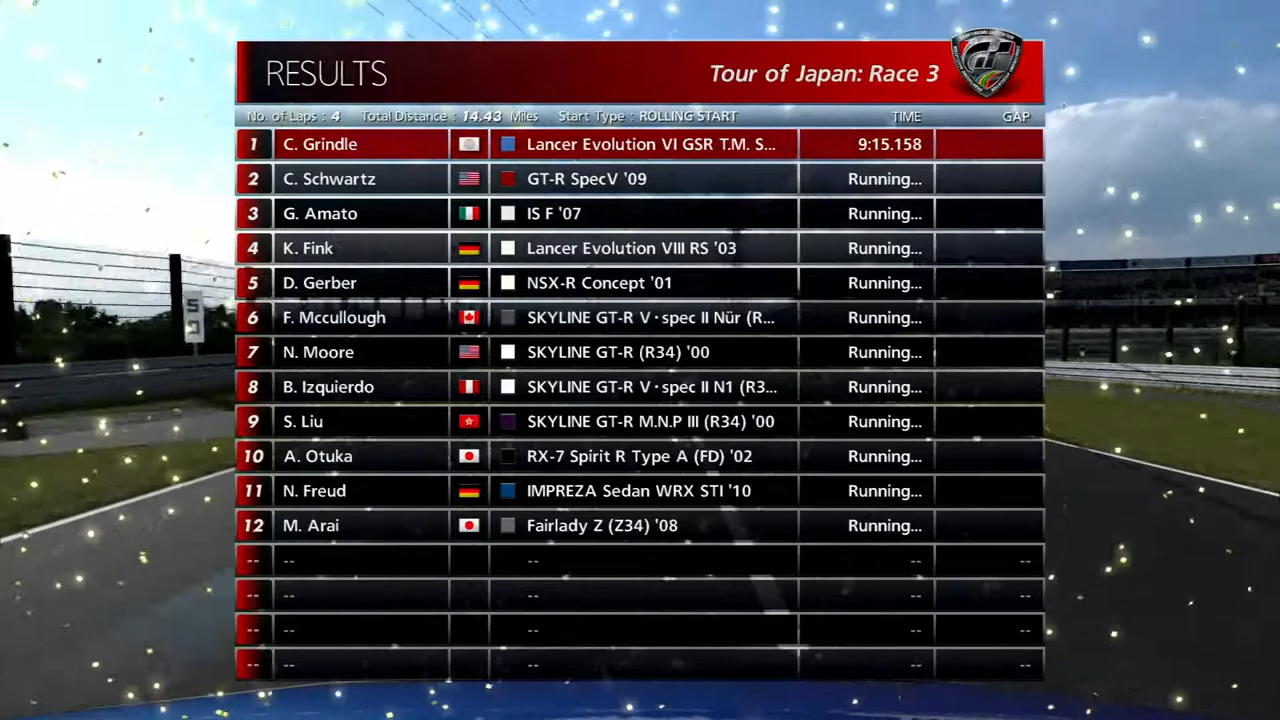 RESULTS
Tour of Japan: Race 3
No. of Laps : 4 Total Distance : 14.43 Miles Start Type : ROLLING START TIME GAP
1 C. Grindle Lancer Evolution VI GSR T.M. S... 9:15.158
2 C. Schwartz GT-R SpecV '09 Running...
3 G. Amato IS F '07 Running...
4 K. Fink Lancer Evolution VIII RS '03 Running...
5 D. Gerber NSX-R Concept '01 Running...
6 F. Mccullough SKYLINE GT-R V・spec II Nür (R... Running...
7 N. Moore SKYLINE GT-R (R34) '00 Running...
8 B. Izquierdo SKYLINE GT-R V・spec II N1 (R3... Running...
9 S. Liu SKYLINE GT-R M.N.P III (R34) '00 Running...
10 A. Otuka RX-7 Spirit R Type A (FD) '02 Running...
11 N. Freud IMPREZA Sedan WRX STI '10 Running...
12 M. Arai Fairlady Z (Z34) '08 Running...
-- -- -- -- --
-- -- -- -- --
-- -- -- -- --
-- -- -- -- --
50